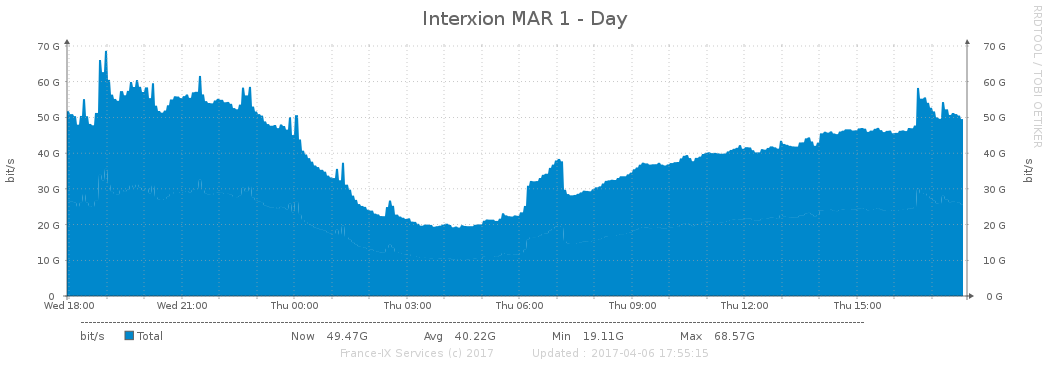 Interxion MAR 1 - Day
RRDTOOL / TOBI OETIKER
bit/s
bit/s
70 G 70 G
60 G 60 G
50 G 50 G
40 G 40 G
30 G 30 G
20 G 20 G
10 G 10 G
0 0 G
Wed 18:00 Wed 21:00 Thu 00:00 Thu 03:00 Thu 06:00 Thu 09:00 Thu 12:00 Thu 15:00
bit/s Total Now 49.47G Avg 40.22G Min 19.11G Max 68.57G
France-IX Services (c) 2017 Updated : 2017-04-06 17:55:15